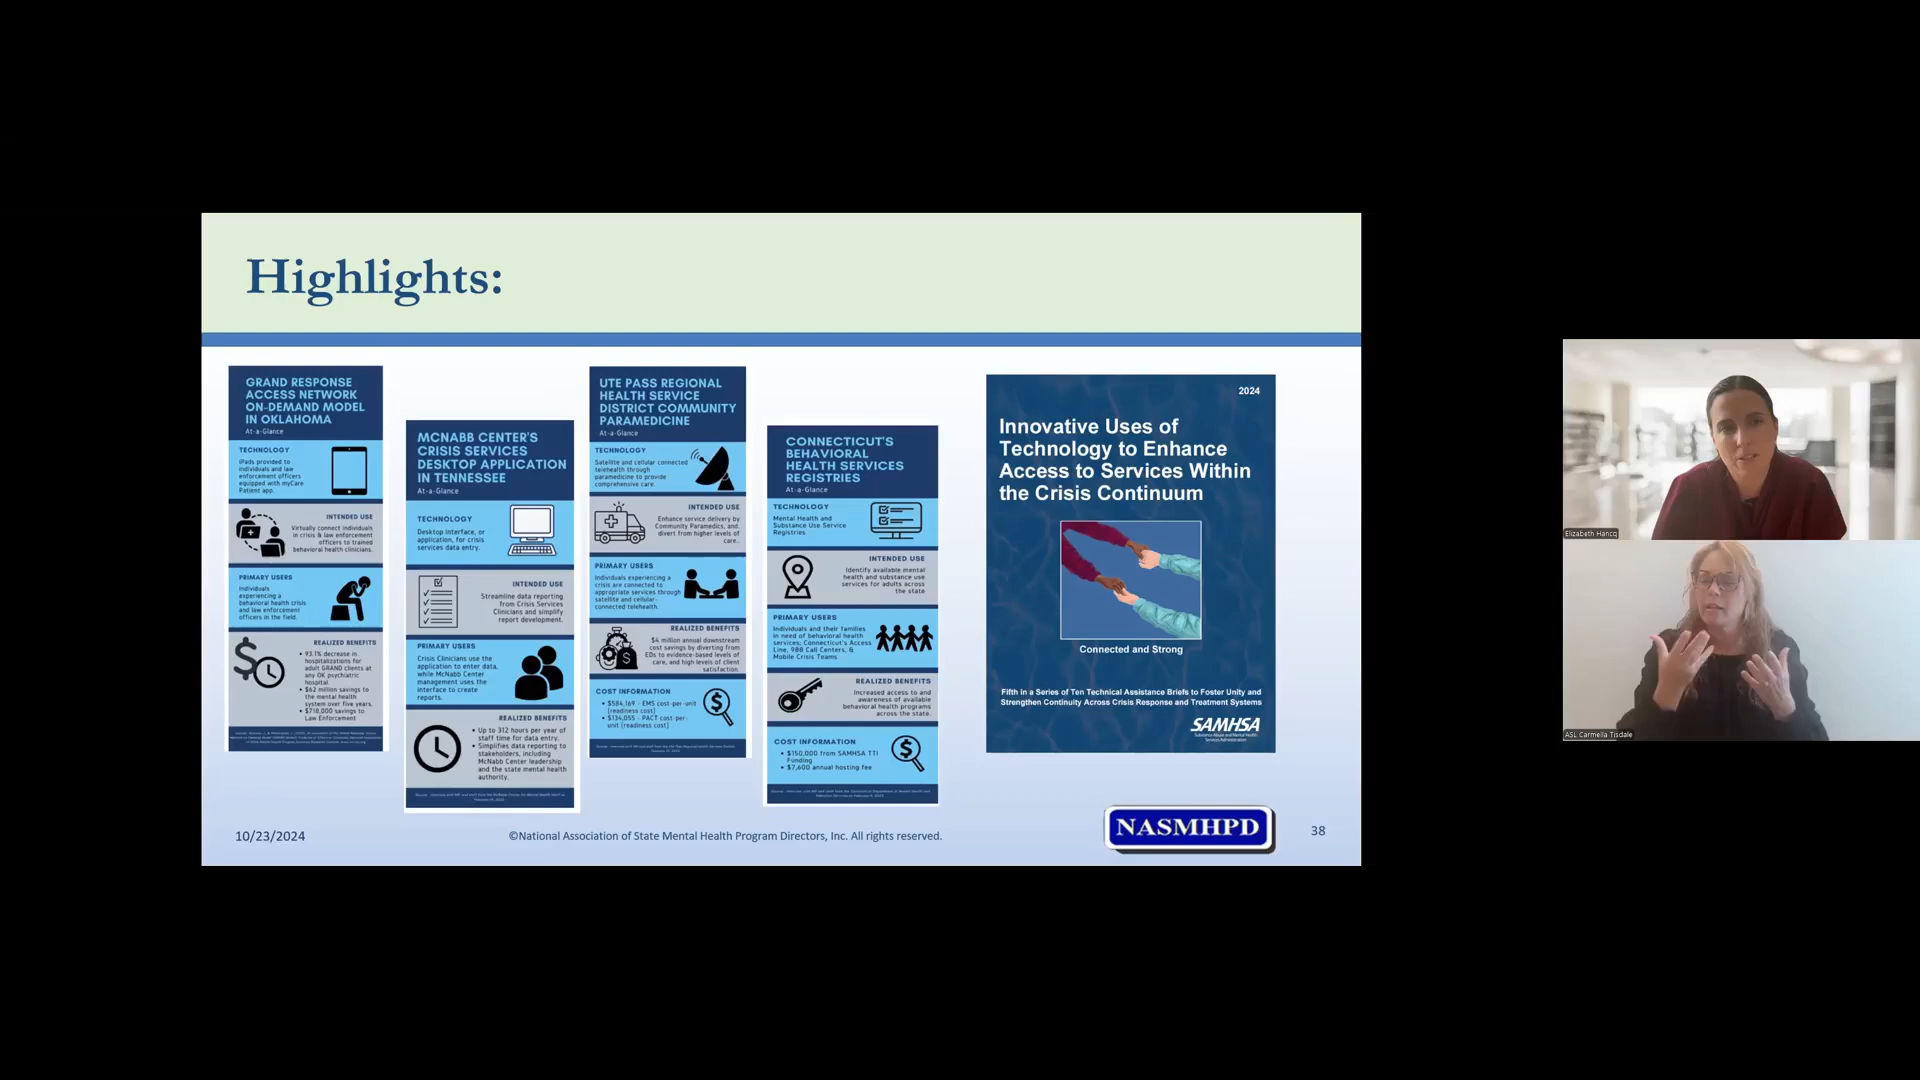 Highlights:
GRAND RESPONSE
ACCESS NETWORK
ON-DEMAND MODEL
IN OKLAHOMA
At-a-Glance
TECHNOLOGY
iPads provided to
individuals and law
enforcement officers
equipped with myCare
Patient app.
INTENDED USE
Virtually connect individuals
in crisis & law enforcement
officers to trained
behavioral health clinicians.
PRIMARY USERS
Individuals
experiencing a
behavioral health crisis
and law enforcement
officers in the field.
REALIZED BENEFITS
• 93.1% decrease in
hospitalizations for
adult GRAND clients at
any OK psychiatric
hospital
• $62 million savings to
the mental health
system over five years.
• $718,000 savings to
Law Enforcement
MCNABB CENTER'S
CRISIS SERVICES
DESKTOP APPLICATION
IN TENNESSEE
At-a-Glance
TECHNOLOGY
Desktop interface, or
application, for crisis
services data entry.
INTENDED USE
Streamline data reporting
from Crisis Services
Clinicians and simplify
report development.
PRIMARY USERS
Crisis Clinicians use the
application to enter data,
while McNabb Center
management uses the
interface to create
reports.
REALIZED BENEFITS
• Up to 312 hours per year of
staff time for data entry.
• Simplifies data reporting to
stakeholders, including
McNabb Center leadership
and the state mental health
authority.
UTE PASS REGIONAL
HEALTH SERVICE
DISTRICT COMMUNITY
PARAMEDICINE
At-a-Glance
TECHNOLOGY
Satellite and cellular connected
telehealth through
paramedicine to provide
comprehensive care.
INTENDED USE
Enhance service delivery by
Community Paramedics, and
divert from higher levels of
care..
PRIMARY USERS
Individuals experiencing a
crisis are connected to
appropriate services through
satellite and cellular-
connected telehealth.
REALIZED BENEFITS
$4 million annual downstream
cost savings by diverting from
EDs to evidence-based levels of
care, and high levels of client
satisfaction.
COST INFORMATION
• $584,169 - EMS cost-per-unit
(readiness cost)
• $134,055 - PACT cost-per-
unit (readiness cost)
CONNECTICUT'S
BEHAVIORAL
HEALTH SERVICES
REGISTRIES
At-a-Glance
TECHNOLOGY
Mental Health and
Substance Use Service
Registries
INTENDED USE
Identify available mental
health and substance use
services for adults across
the state
PRIMARY USERS
Individuals and their families
in need of behavioral health
services; Connecticut's Access
Line, 988 Call Centers, &
Mobile Crisis Teams
REALIZED BENEFITS
Increased access to and
awareness of available
behavioral health programs
across the state.
COST INFORMATION
• $150,000 from SAMHSA TTI
Funding
• $7,600 annual hosting fee
2024
Innovative Uses of
Technology to Enhance
Access to Services Within
the Crisis Continuum
Connected and Strong
Fifth in a Series of Ten Technical Assistance Briefs to Foster Unity and
Strengthen Continuity Across Crisis Response and Treatment Systems
SAMHSA
Substance Abuse and Mental Health
Services Administration
10/23/2024
©National Association of State Mental Health Program Directors, Inc. All rights reserved.
NASMHPD
38
Elizabeth Hancq
ASL Carmella Tisdale